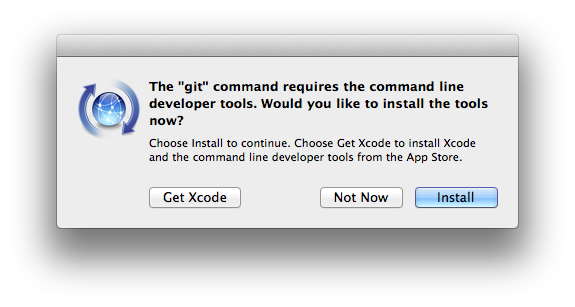 The "git" command requires the command line
developer tools. Would you like to install the tools
now?
Choose Install to continue. Choose Get Xcode to install Xcode
and the command line developer tools from the App Store.
Get Xcode
Not Now
Install